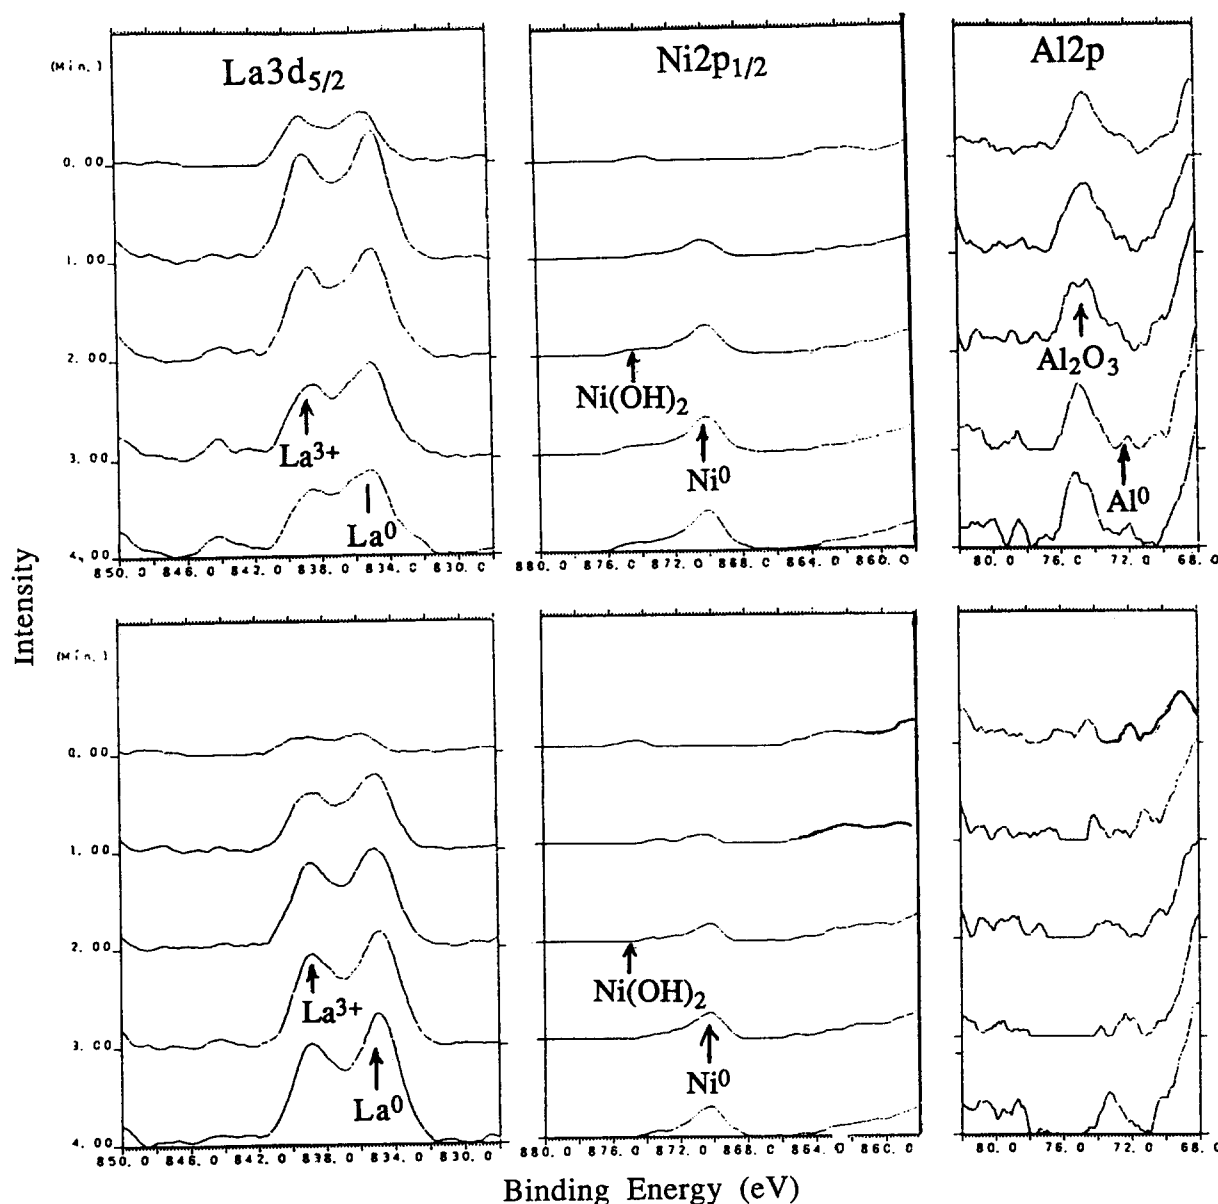 La3d5/2 Ni2p1/2 Al2p
(Min.)
0.00
1.00
2.00
3.00
4.00
Ni(OH)2
Al2O3
La3+
Ni0
Al0
La0
850.0 846.0 842.0 838.0 834.0 830.0
880.0 876.0 872.0 868.0 864.0 860.0
80.0 76.0 72.0 68.0
Intensity
(Min.)
0.00
1.00
2.00
3.00
4.00
Ni(OH)2
La3+
Ni0
La0
850.0 846.0 842.0 838.0 834.0 830.0
880.0 876.0 872.0 868.0 864.0 860.0
80.0 76.0 72.0 68.0
Binding Energy (eV)